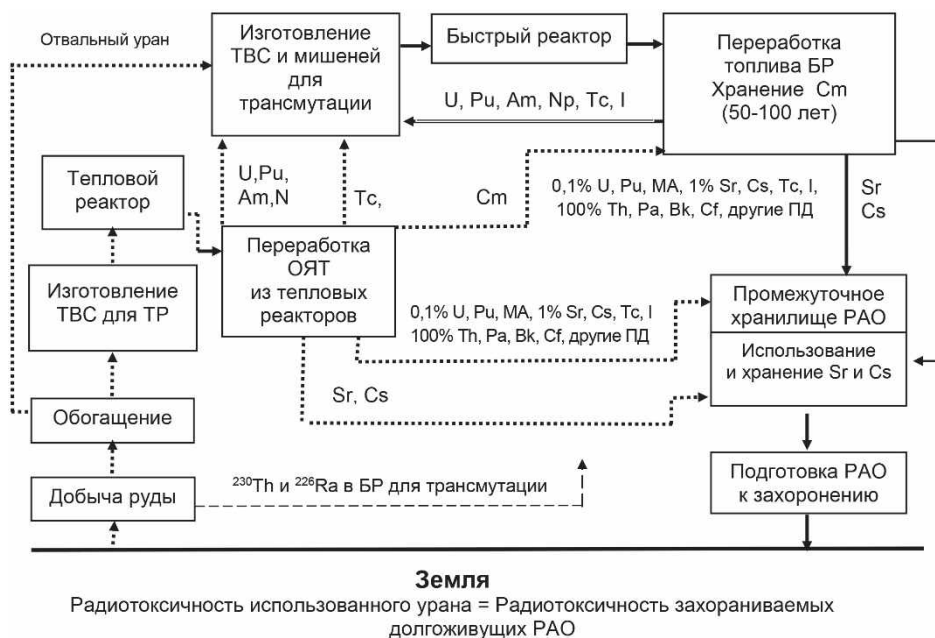 Отвальный уран
Изготовление
ТВС и мишеней
для
трансмутации
Быстрый реактор
Переработка
топлива БР
Хранение Cm
(50-100 лет)
U, Pu, Am, Np, Tc, I
Тепловой
реактор
U,Pu,
Am,N
Tc,
Cm
0,1% U, Pu, MA, 1% Sr, Cs, Tc, I,
100% Th, Pa, Bk, Cf, другие ПД
Sr
Cs
Переработка
ОЯТ
из тепловых
реакторов
Изготовление
ТВС для ТР
0,1% U, Pu, MA, 1% Sr, Cs, Tc, I
100% Th, Pa, Bk, Cf, другие ПД
Промежуточное
хранилище РАО
Использование
и хранение Sr и Cs
Sr, Cs
Обогащение
Добыча руды
²³⁰Th и ²²⁶Ra в БР для трансмутации
Подготовка РАО
к захоронению
Земля
Радиотоксичность использованного урана = Радиотоксичность захораниваемых
долгоживущих РАО